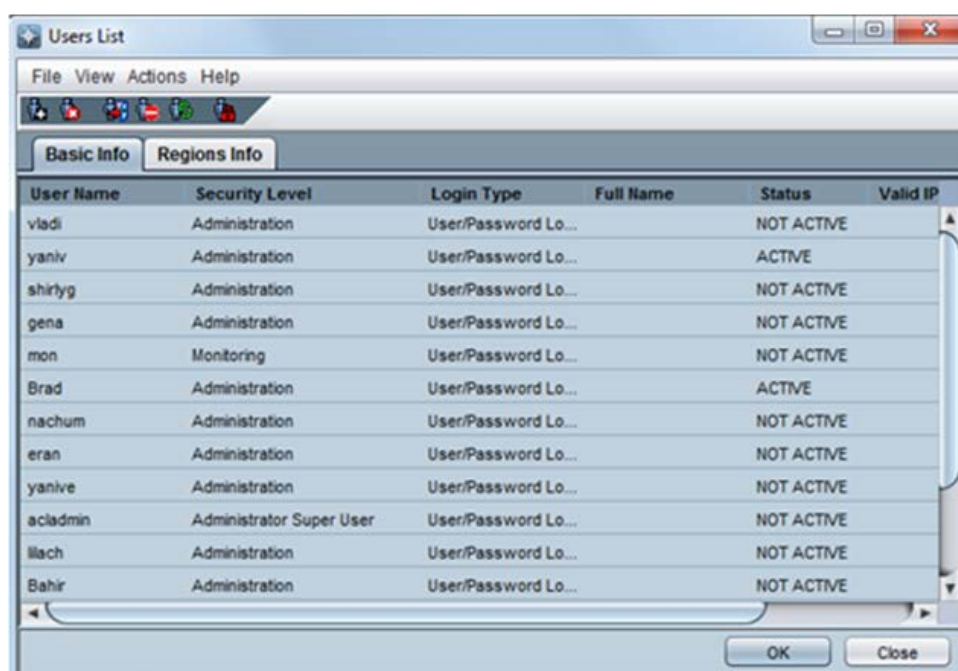 Users List
File View Actions Help
Basic Info Regions Info
User Name Security Level Login Type Full Name Status Valid IP
vladi Administration User/Password Lo... NOT ACTIVE
yaniv Administration User/Password Lo... ACTIVE
shirlyg Administration User/Password Lo... NOT ACTIVE
gena Administration User/Password Lo... NOT ACTIVE
mon Monitoring User/Password Lo... NOT ACTIVE
Brad Administration User/Password Lo... ACTIVE
nachum Administration User/Password Lo... NOT ACTIVE
eran Administration User/Password Lo... NOT ACTIVE
yanive Administration User/Password Lo... NOT ACTIVE
acladmin Administrator Super User User/Password Lo... NOT ACTIVE
lilach Administration User/Password Lo... NOT ACTIVE
Bahir Administration User/Password Lo... NOT ACTIVE
OK Close